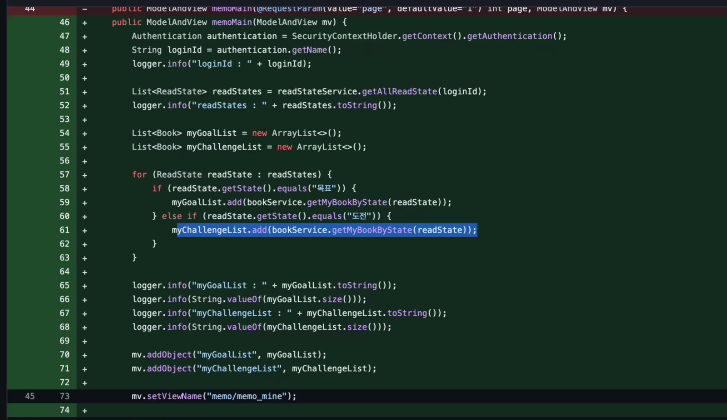 44 - public ModelAndView memoMain(@RequestParam(value="page", defaultValue="1") int page, ModelAndView mv) {
46 + public ModelAndView memoMain(ModelAndView mv) {
47 + Authentication authentication = SecurityContextHolder.getContext().getAuthentication();
48 + String loginId = authentication.getName();
49 + logger.info("loginId : " + loginId);
50 +
51 + List<ReadState> readStates = readStateService.getAllReadState(loginId);
52 + logger.info("readStates : " + readStates.toString());
53 +
54 + List<Book> myGoalList = new ArrayList<>();
55 + List<Book> myChallengeList = new ArrayList<>();
56 +
57 + for (ReadState readState : readStates) {
58 + if (readState.getState().equals("목표")) {
59 + myGoalList.add(bookService.getMyBookByState(readState));
60 + } else if (readState.getState().equals("도전")) {
61 + myChallengeList.add(bookService.getMyBookByState(readState));
62 + }
63 + }
64 +
65 + logger.info("myGoalList : " + myGoalList.toString());
66 + logger.info(String.valueOf(myGoalList.size()));
67 + logger.info("myChallengeList : " + myChallengeList.toString());
68 + logger.info(String.valueOf(myChallengeList.size()));
69 +
70 + mv.addObject("myGoalList", myGoalList);
71 + mv.addObject("myChallengeList", myChallengeList);
72 +
45 73 mv.setViewName("memo/memo_mine");
74 +